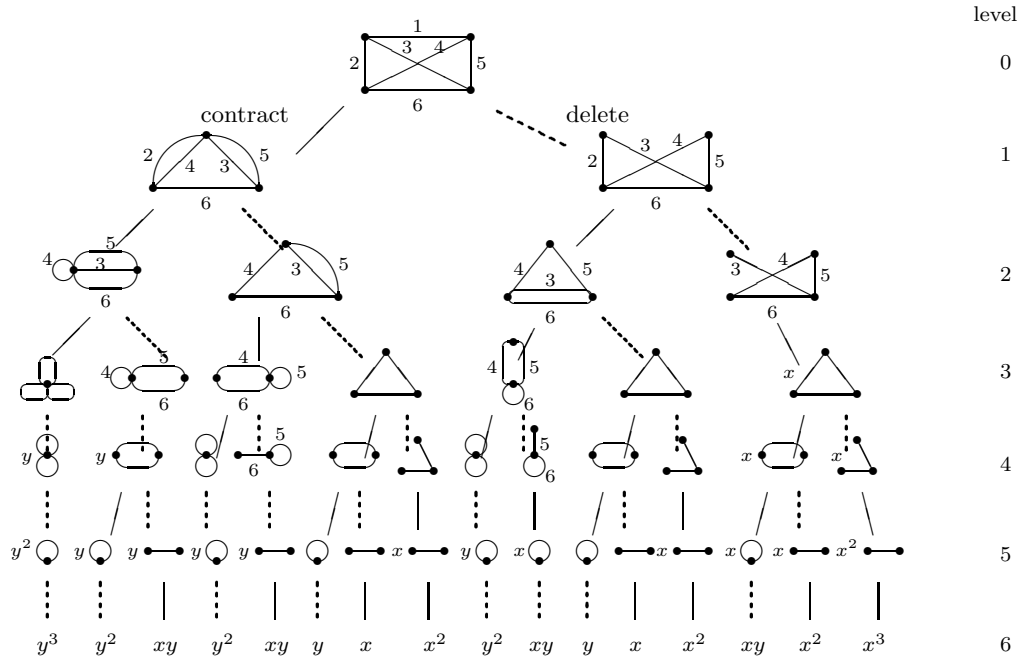 level
1
3 4
2 5 0
6
contract delete
2 4 3 5 2 3 4 5 1
6 6
4 5 3 6
4 3 5 6
4 3 5 6
3 4 5 6
2
5
4 6
4 5 6
4 5 6
x
3
y y 5 6 5 6 x x
4
y² y y y y x y x y x x x x²
5
y³ y² xy y² xy y x x² y² xy y x x² xy x² x³ 6